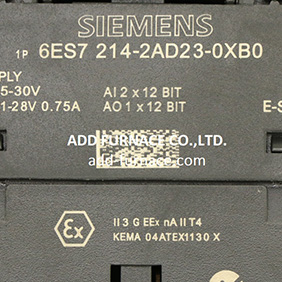 SIEMENS
1P 6ES7 214-2AD23-0XB0
PLY
5-30V AI 2 x 12 BIT
1-28V 0.75A AO 1 x 12 BIT E-S
ADD FURNACE CO.,LTD.
add-furnace.com
Ex II 3 G EEx nA II T4
KEMA 04ATEX1130 X